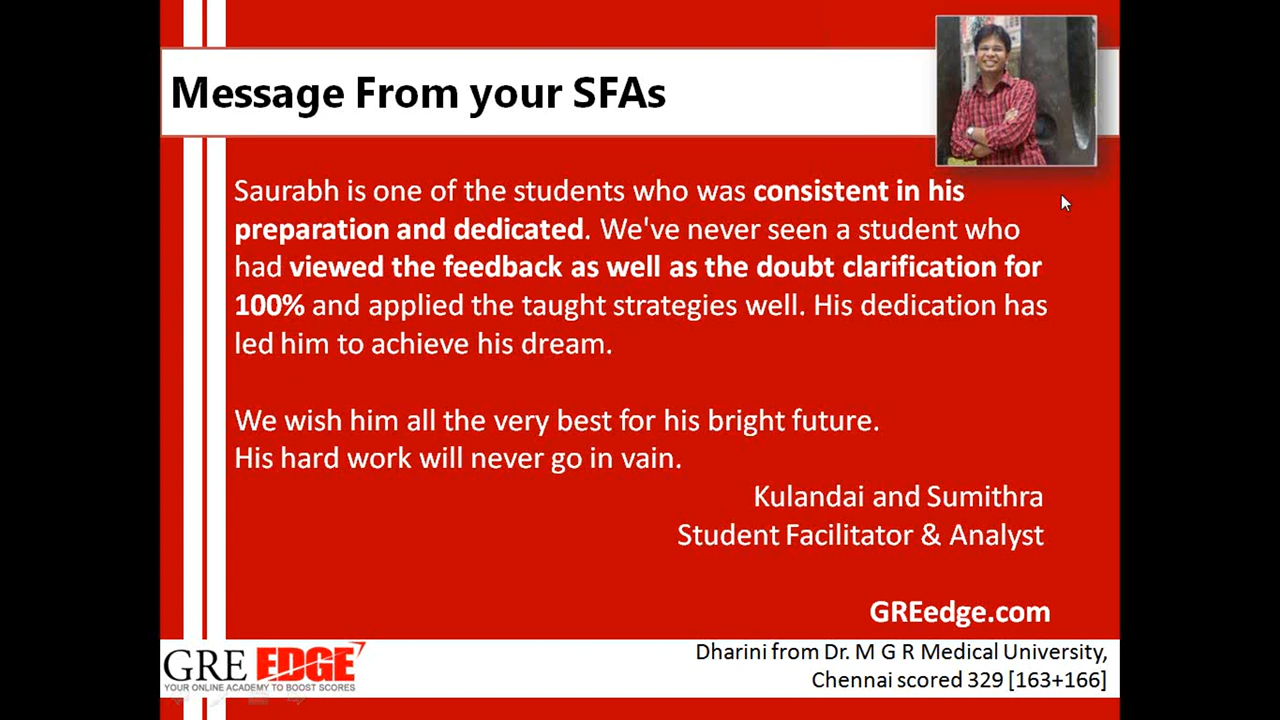 Message From your SFAs
Saurabh is one of the students who was consistent in his
preparation and dedicated. We've never seen a student who
had viewed the feedback as well as the doubt clarification for
100% and applied the taught strategies well. His dedication has
led him to achieve his dream.
We wish him all the very best for his bright future.
His hard work will never go in vain.
Kulandai and Sumithra
Student Facilitator & Analyst
GREedge.com
GRE EDGE
YOUR ONLINE ACADEMY TO BOOST SCORES
Dharini from Dr. M G R Medical University,
Chennai scored 329 [163+166]